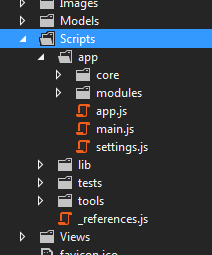 Images
Models
Scripts
app
core
modules
app.js
main.js
settings.js
lib
tests
tools
_references.js
Views
favicon.ico